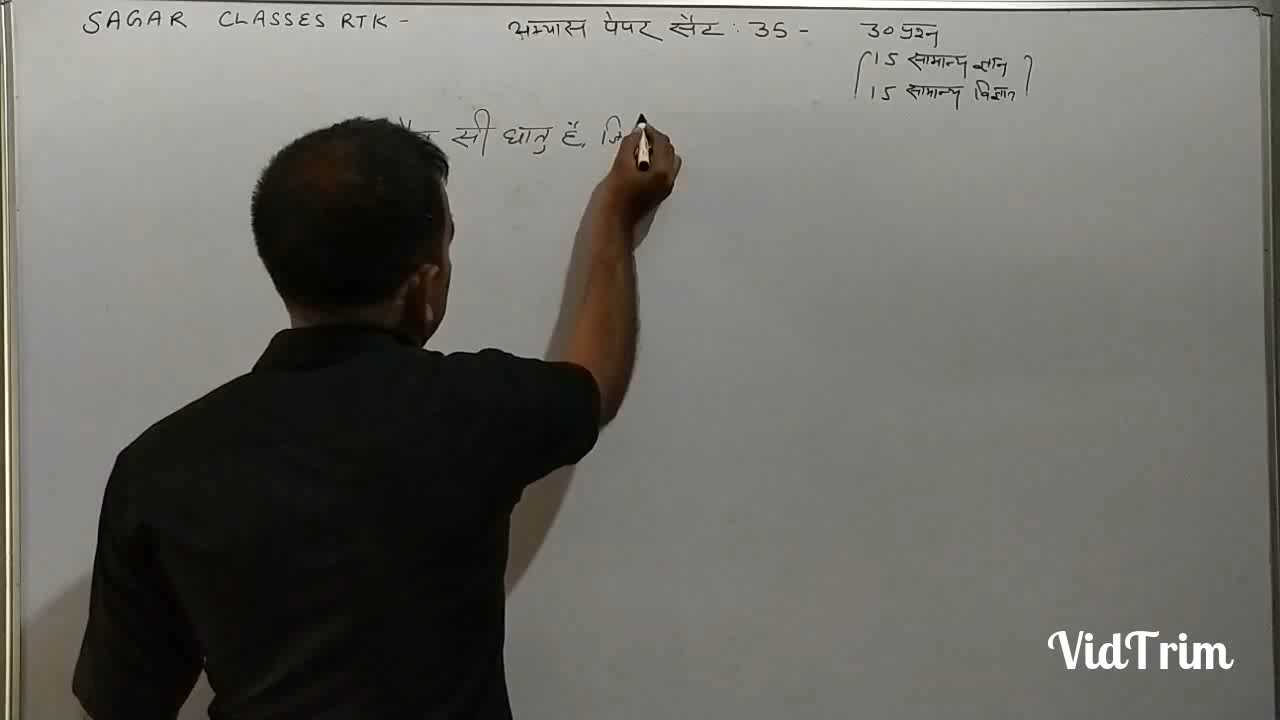 SAGAR CLASSES RTK - अभ्यास पेपर सैट : 35 - 30 प्रश्न
15 सामान्य ज्ञान
15 सामान्य विज्ञान
सी धातु है,
VidTrim